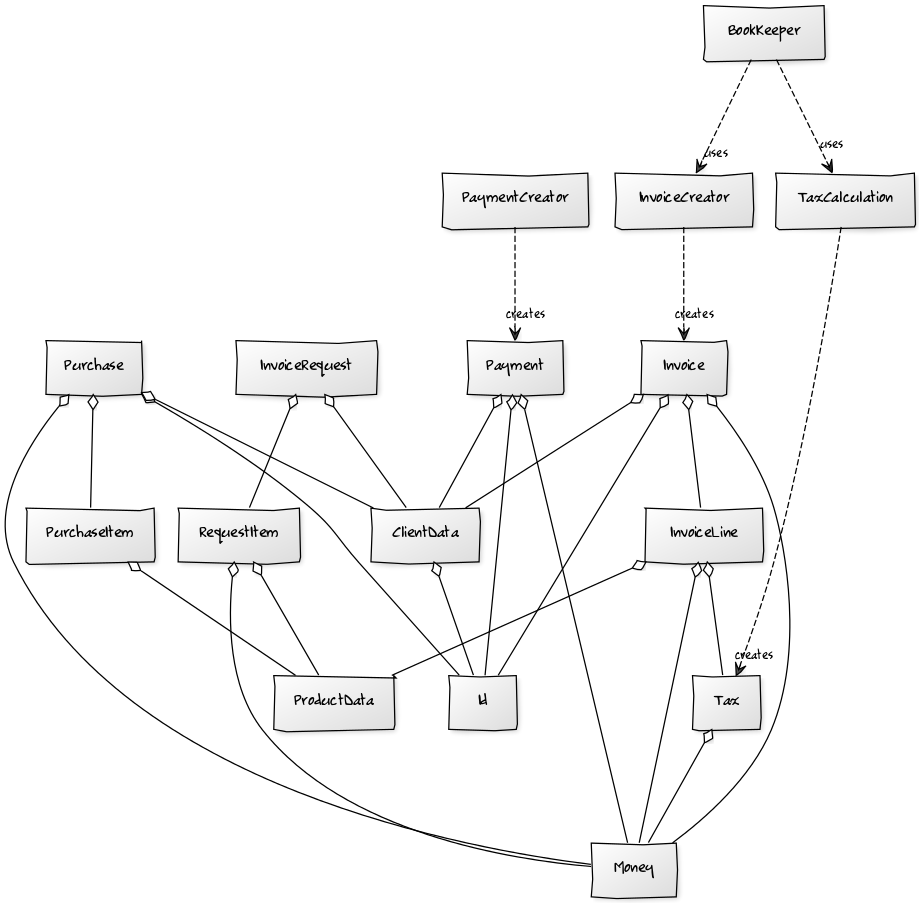 BookKeeper
uses
uses
PaymentCreator
InvoiceCreator
TaxCalculation
creates
creates
Purchase
InvoiceRequest
Payment
Invoice
PurchaseItem
RequestItem
ClientData
InvoiceLine
creates
ProductData
Id
Tax
Money